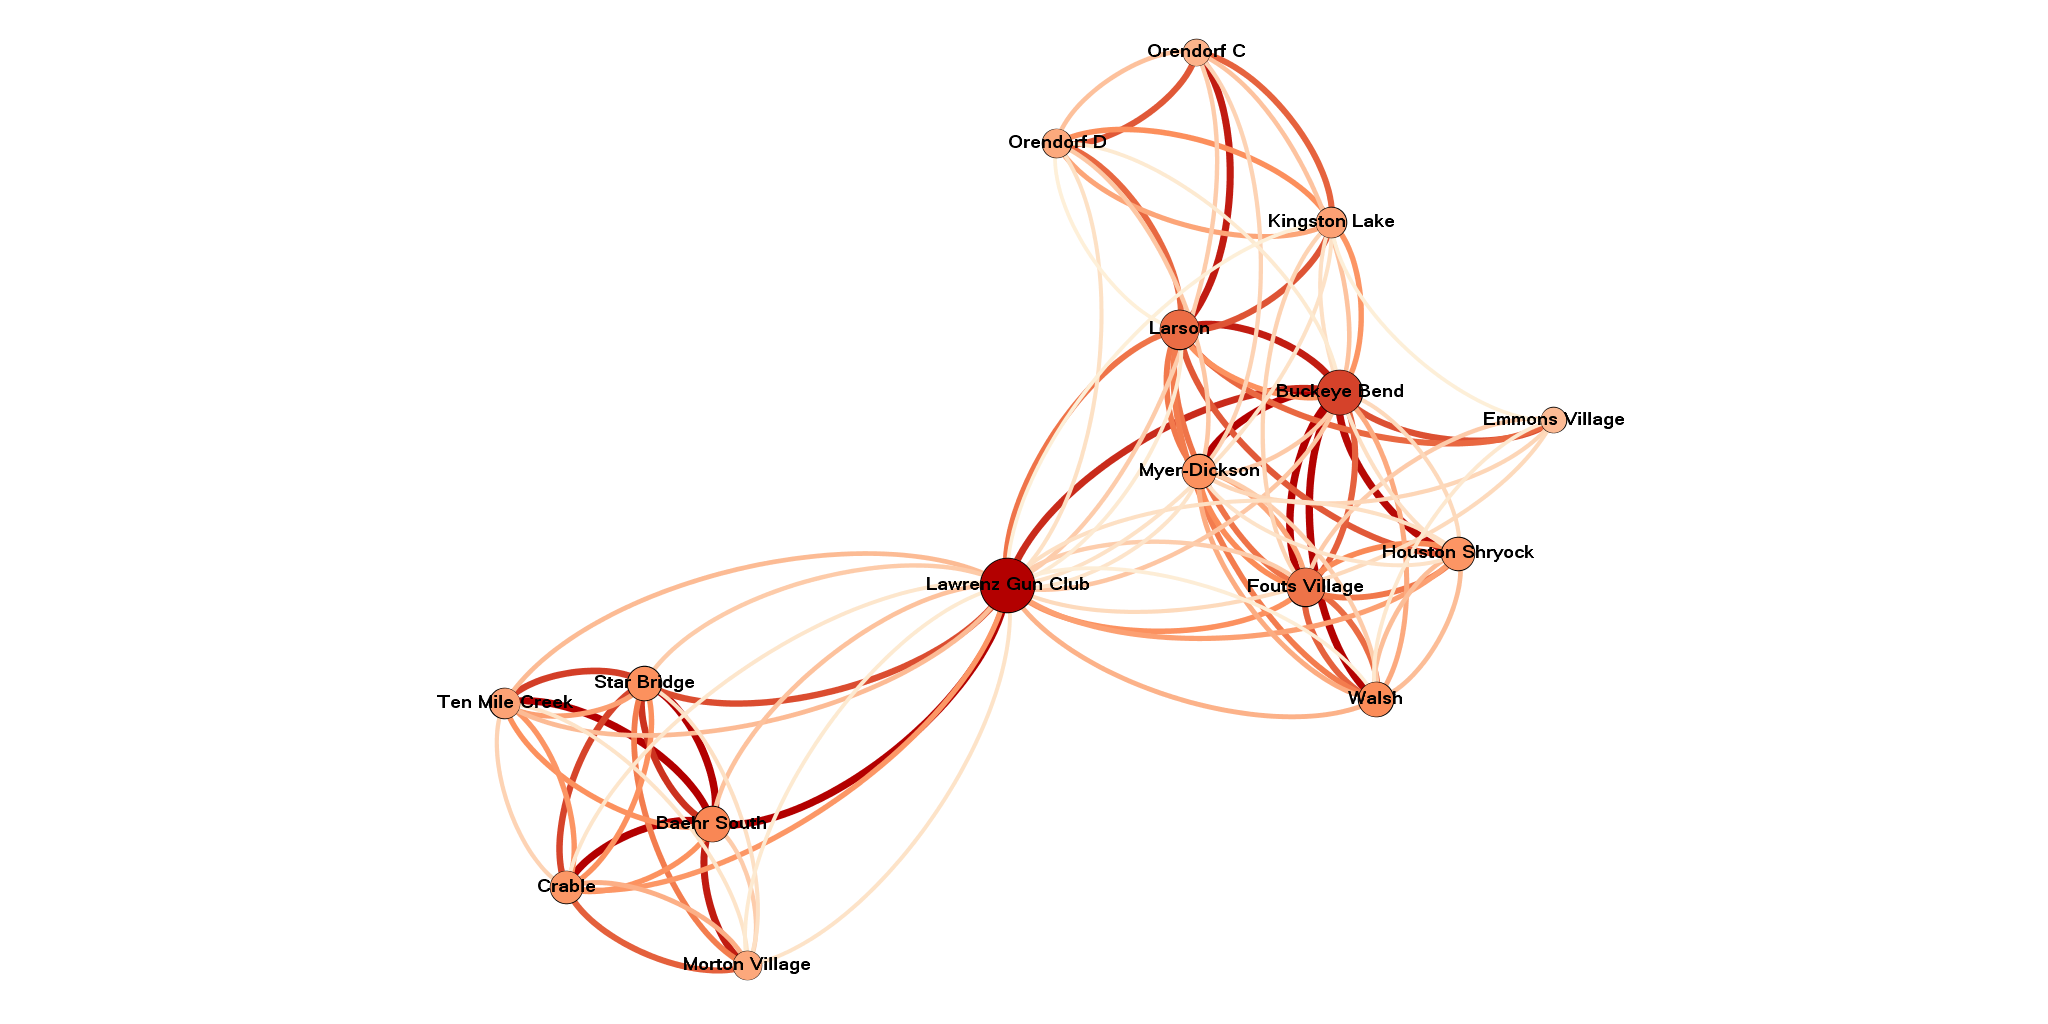 Orendorf C
Orendorf D
Kingston Lake
Larson
Buckeye Bend
Emmons Village
Myer-Dickson
Houston Shryock
Lawrenz Gun Club
Fouts Village
Star Bridge
Ten Mile Creek
Walsh
Baehr South
Crable
Morton Village